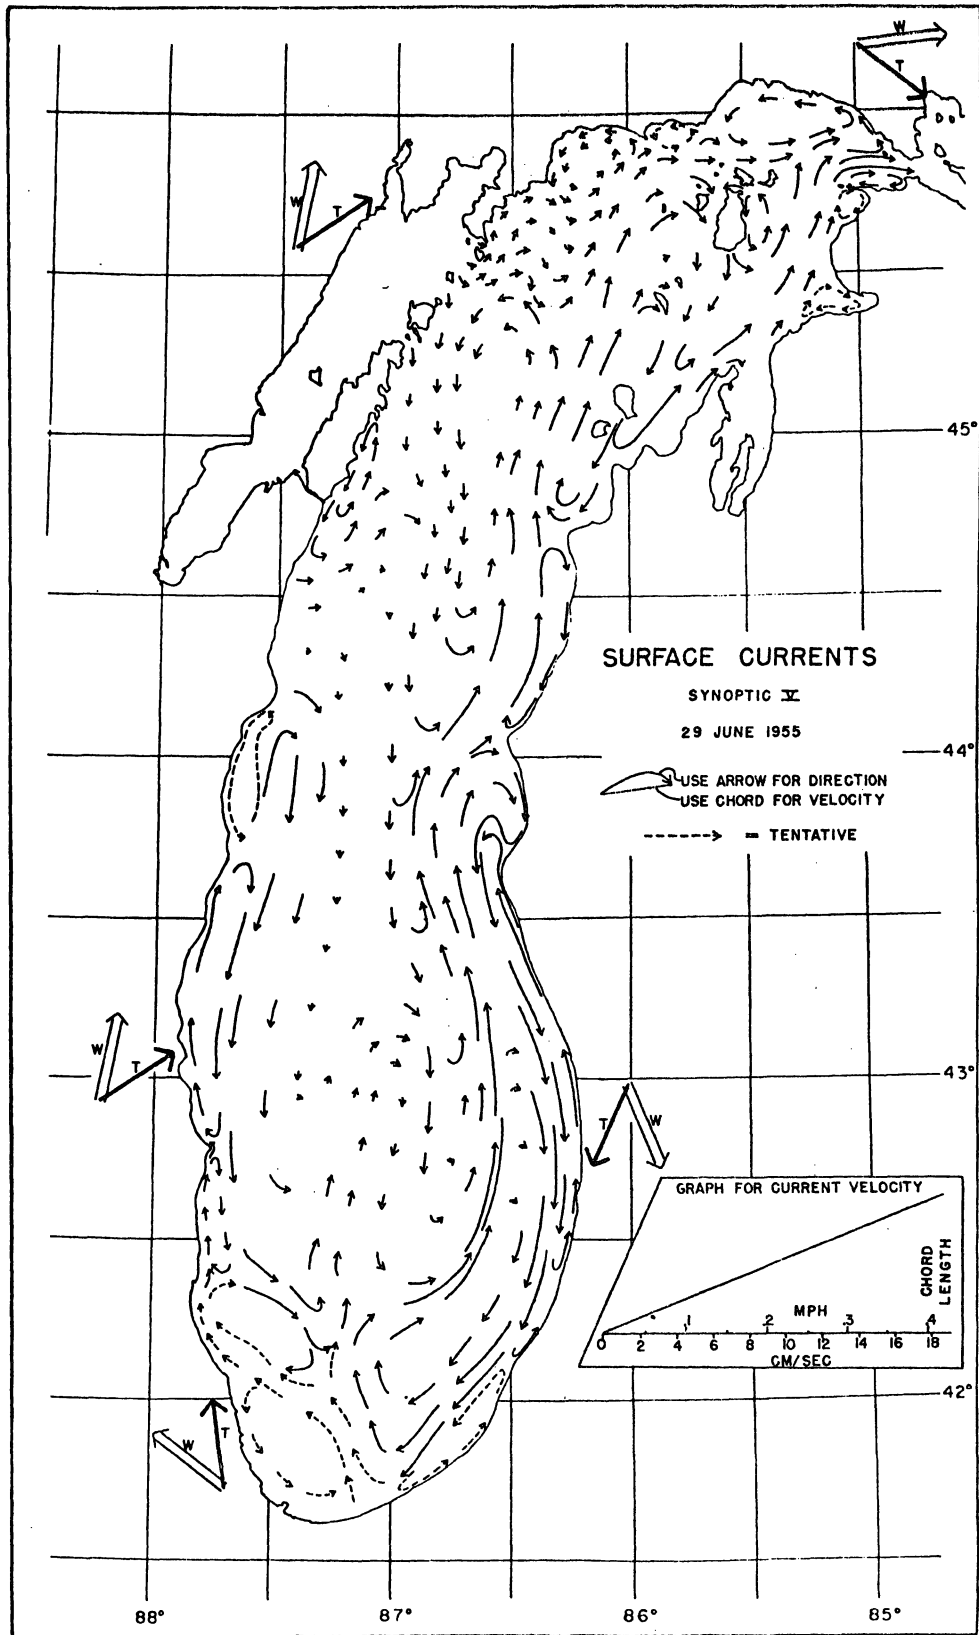 W
T
W
T
45°
SURFACE CURRENTS
SYNOPTIC V
29 JUNE 1955
44°
USE ARROW FOR DIRECTION
USE CHORD FOR VELOCITY
= TENTATIVE
W
T
43°
T W
GRAPH FOR CURRENT VELOCITY
CHORD LENGTH
MPH
.1 .2 .3 .4
0 2 4 6 8 10 12 14 16 18
CM/SEC
42°
W
T
88° 87° 86° 85°